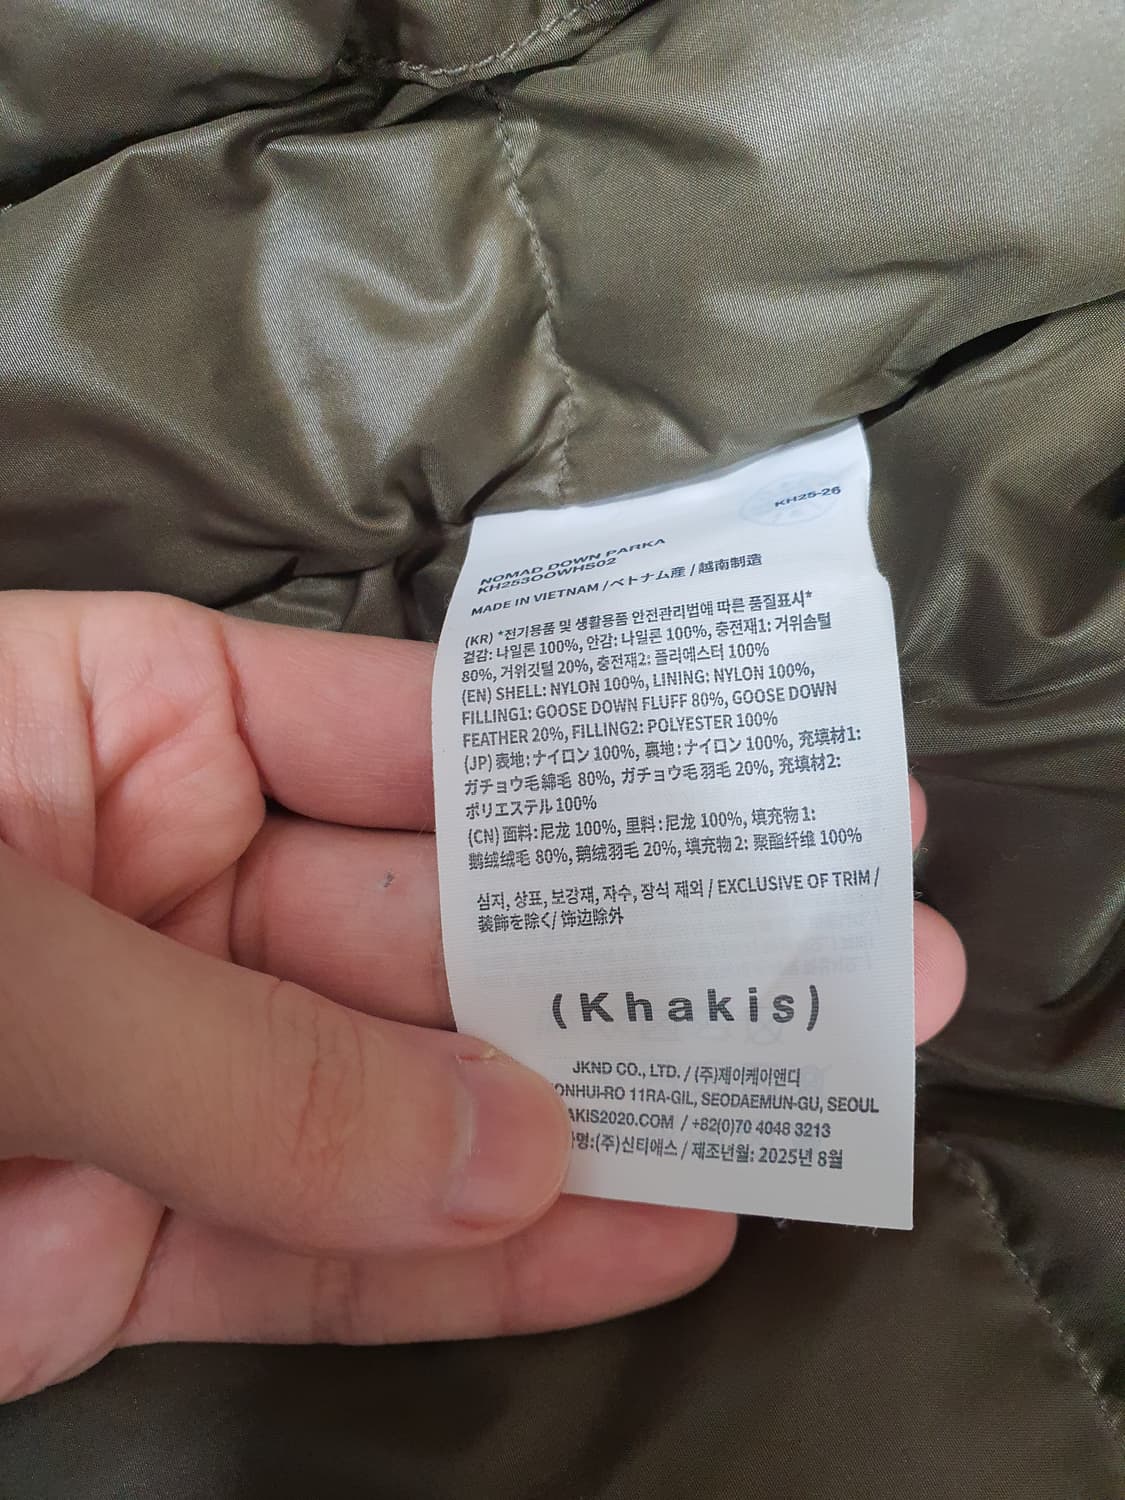 KH25-26
NOMAD DOWN PARKA
KH253OOWHS02
MADE IN VIETNAM /ベトナム産 / 越南制造
(KR) *전기용품 및 생활용품 안전관리법에 따른 품질표시*
겉감: 나일론 100%, 안감: 나일론 100%, 충전재1: 거위솜털
80%, 거위깃털 20%, 충전재2: 폴리에스터 100%
(EN) SHELL: NYLON 100%, LINING: NYLON 100%,
FILLING1: GOOSE DOWN FLUFF 80%, GOOSE DOWN
FEATHER 20%, FILLING2: POLYESTER 100%
(JP) 表地:ナイロン 100%, 裏地:ナイロン 100%, 充填材1:
ガチョウ毛綿毛 80%, ガチョウ毛羽毛 20%, 充填材2:
ポリエステル 100%
(CN) 面料:尼龙 100%, 里料:尼龙 100%, 填充物 1:
鹅绒绒毛 80%, 鹅绒羽毛 20%, 填充物 2: 聚酯纤维 100%
심지, 상표, 보강재, 자수, 장식 제외 / EXCLUSIVE OF TRIM /
装飾を除く/ 饰边除外
(Khakis)
JKND CO., LTD. / (주)제이케이앤디
11RA-GIL, SEODAEMUN-GU, SEOUL
AKIS2020.COM / +82(0)70 4048 3213
명:(주)신티에스 / 제조년월: 2025년 8월